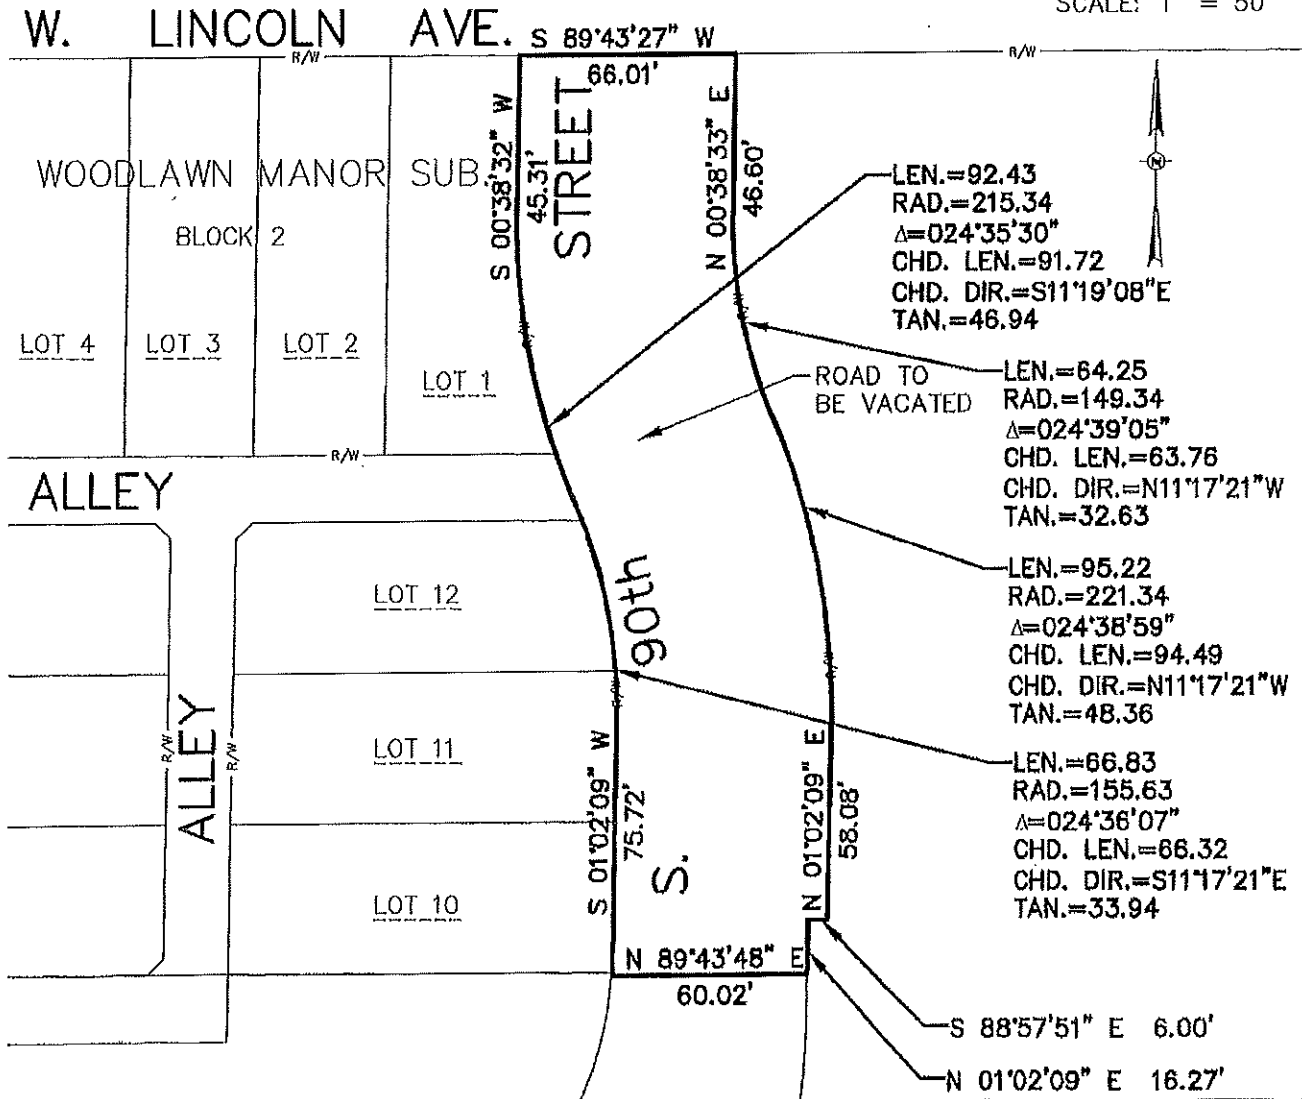 SCALE: 1" = 50'
W. LINCOLN AVE.
S 89°43'27" W
66.01'
R/W
R/W
S 00°38'32" W
45.31'
STREET
N 00°38'33" E
46.60'
WOODLAWN MANOR SUB.
BLOCK 2
LOT 4
LOT 3
LOT 2
LOT 1
N
LEN.=92.43
RAD.=215.34
Δ=024°35'30"
CHD. LEN.=91.72
CHD. DIR.=S11°19'08"E
TAN.=46.94
R/W
R/W
ROAD TO
BE VACATED
LEN.=64.25
RAD.=149.34
Δ=024°39'05"
CHD. LEN.=63.76
CHD. DIR.=N11°17'21"W
TAN.=32.63
R/W
ALLEY
LEN.=95.22
RAD.=221.34
Δ=024°38'59"
CHD. LEN.=94.49
CHD. DIR.=N11°17'21"W
TAN.=48.36
LOT 12
90th
R/W
R/W
ALLEY
R/W
R/W
LOT 11
S 01°02'09" W
75.72'
N 01°02'09" E
58.08'
LEN.=66.83
RAD.=155.63
Δ=024°36'07"
CHD. LEN.=66.32
CHD. DIR.=S11°17'21"E
TAN.=33.94
S.
LOT 10
N 89°43'48" E
60.02'
S 88°57'51" E 6.00'
N 01°02'09" E 16.27'